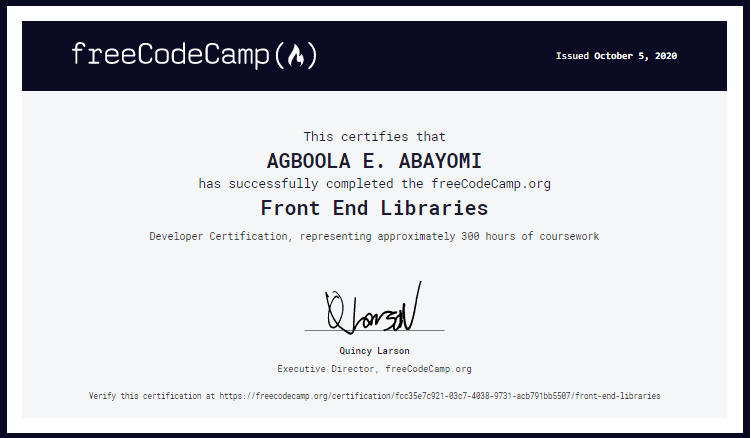 freeCodeCamp(🔥)
Issued October 5, 2020
This certifies that
AGBOOLA E. ABAYOMI
has successfully completed the freeCodeCamp.org
Front End Libraries
Developer Certification, representing approximately 300 hours of coursework
Q Larson
Quincy Larson
Executive Director, freeCodeCamp.org
Verify this certification at https://freecodecamp.org/certification/fcc35e7c921-03c7-4038-9731-acb791bb5507/front-end-libraries